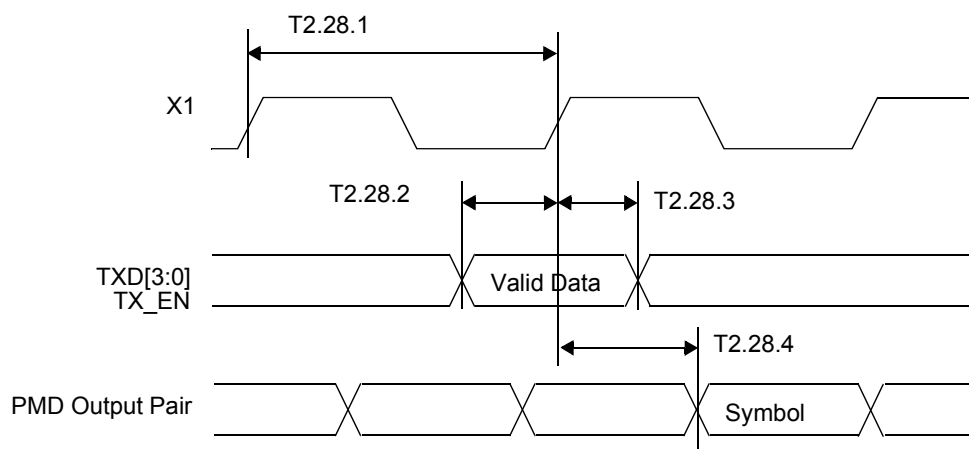 T2.28.1
X1
T2.28.2
T2.28.3
TXD[3:0]
TX_EN
Valid Data
T2.28.4
PMD Output Pair
Symbol